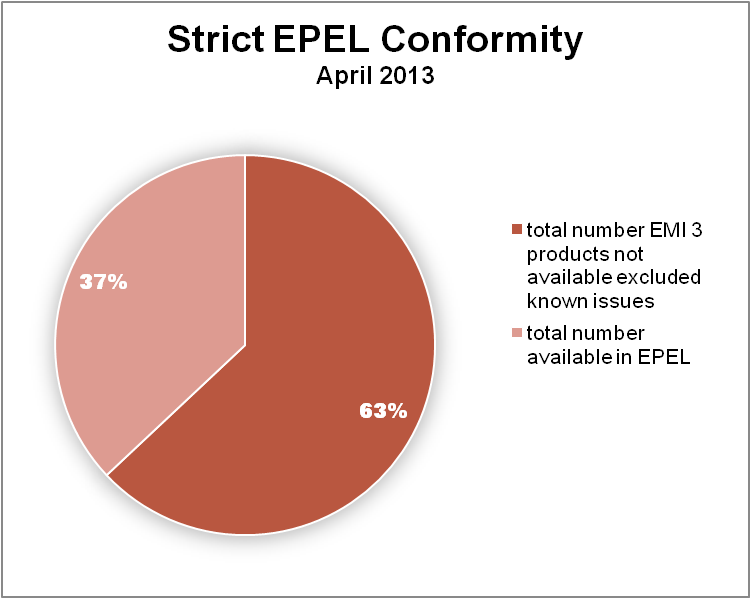 Strict EPEL Conformity
April 2013
total number EMI 3
products not
available excluded
known issues
37%
total number
available in EPEL
63%